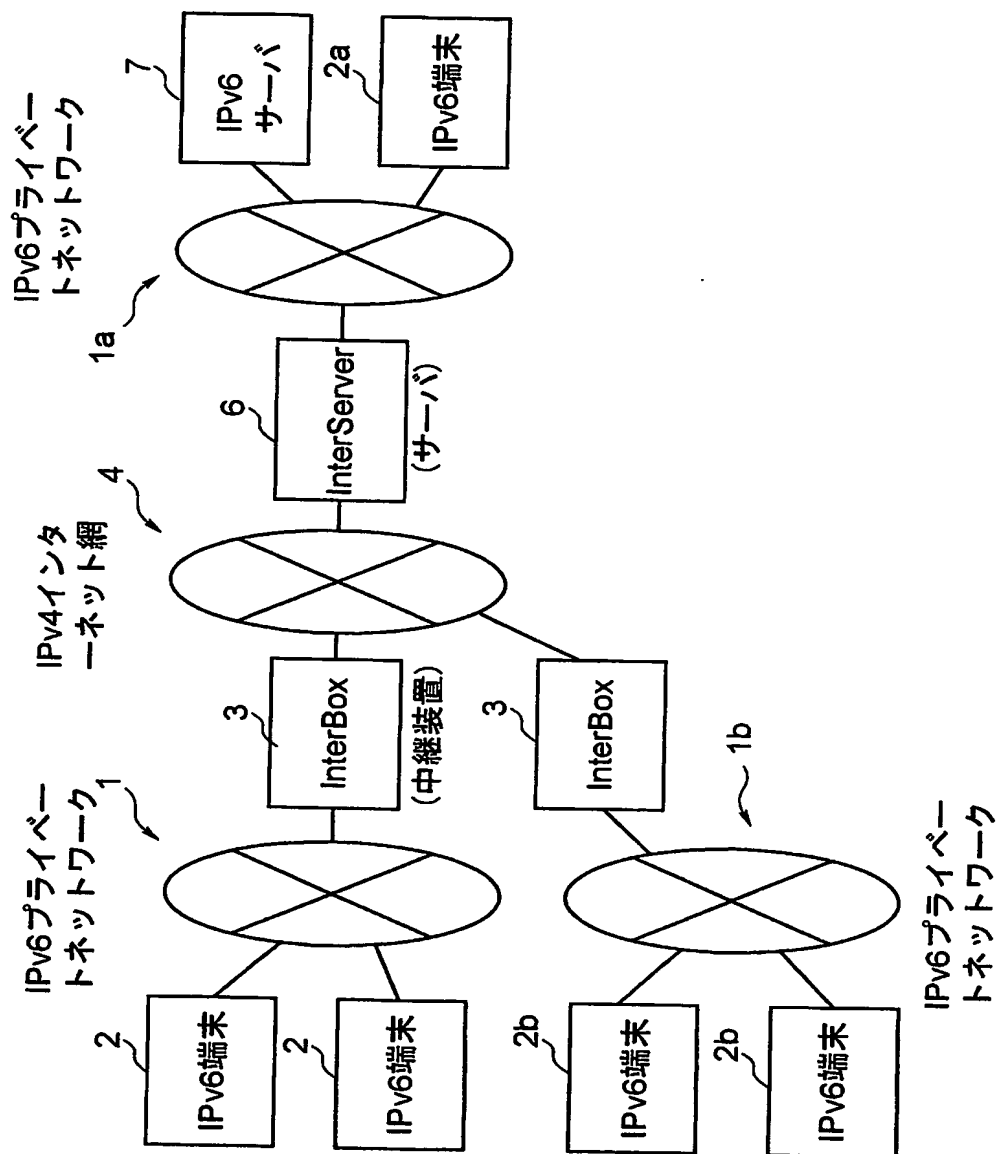 IPv6プライベー
トネットワーク
1
IPv4インタ
ーネット網
4
IPv6プライベー
トネットワーク
1a
2
IPv6端末
2
IPv6端末
3
InterBox
(中継装置)
6
InterServer
(サーバ)
7
IPv6
サーバ
2a
IPv6端末
2b
IPv6端末
2b
IPv6端末
3
InterBox
1b
IPv6プライベー
トネットワーク